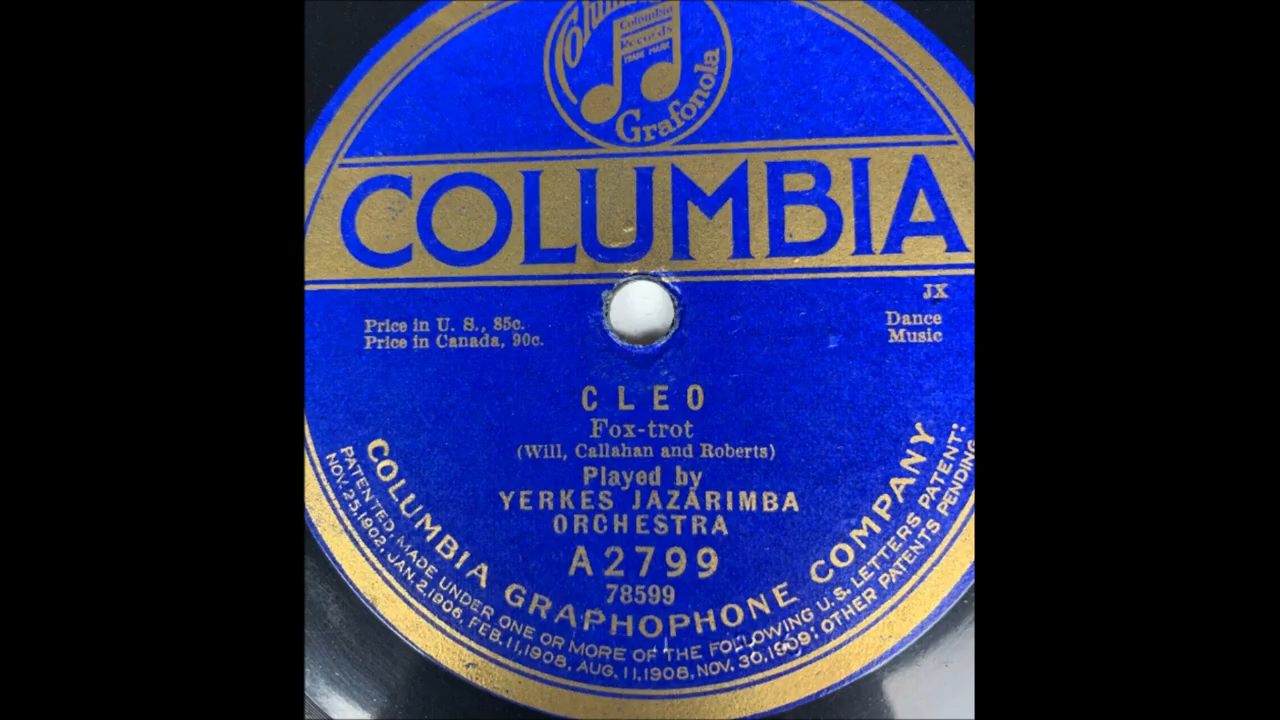 Columbia
Columbia
Records
TRADE MARK
Grafonola
COLUMBIA
JX
Price in U. S., 85c.
Price in Canada, 90c.
Dance
Music
CLEO
Fox-trot
(Will, Callahan and Roberts)
Played by
YERKES JAZARIMBA
ORCHESTRA
A2799
78599
COLUMBIA GRAPHOPHONE COMPANY
PATENTED, MADE UNDER ONE OR MORE OF THE FOLLOWING U.S. LETTERS PATENT:
NOV. 25, 1902, JAN. 2, 1906, FEB. 11, 1908, AUG. 11, 1908, NOV. 30, 1909; OTHER PATENTS PENDING